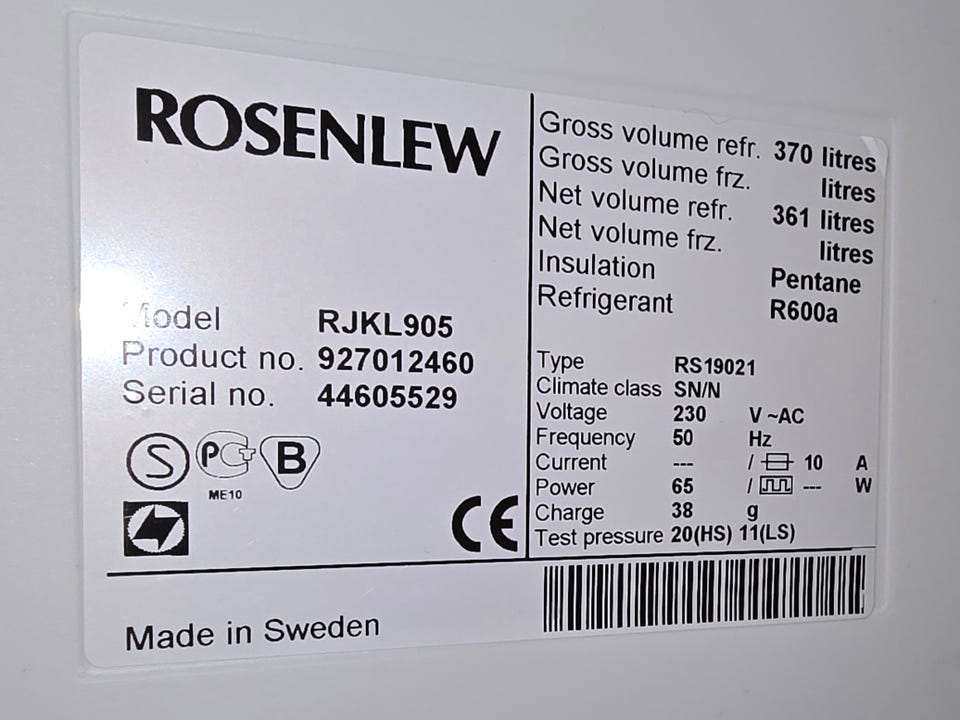 ROSENLEW
Model RJKL905
Product no. 927012460
Serial no. 44605529
S PCT B
ME10
CE
Gross volume refr. 370 litres
Gross volume frz. litres
Net volume refr. 361 litres
Net volume frz. litres
Insulation Pentane
Refrigerant R600a
Type RS19021
Climate class SN/N
Voltage 230 V ~AC
Frequency 50 Hz
Current --- / 10 A
Power 65 / --- W
Charge 38 g
Test pressure 20(HS) 11(LS)
Made in Sweden